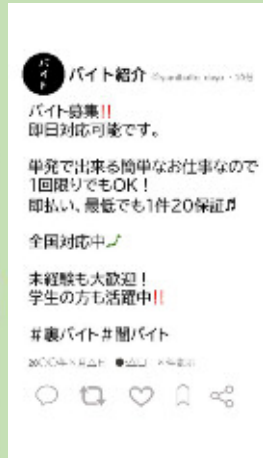 バイト
バイト紹介
バイト募集!!
即日対応可能です。
単発で出来る簡単なお仕事なので
1回限りでもOK!
即払い、最低でも1件20保証♬
全国対応中
未経験も大歓迎!
学生の方も活躍中!!
#裏バイト#闇バイト